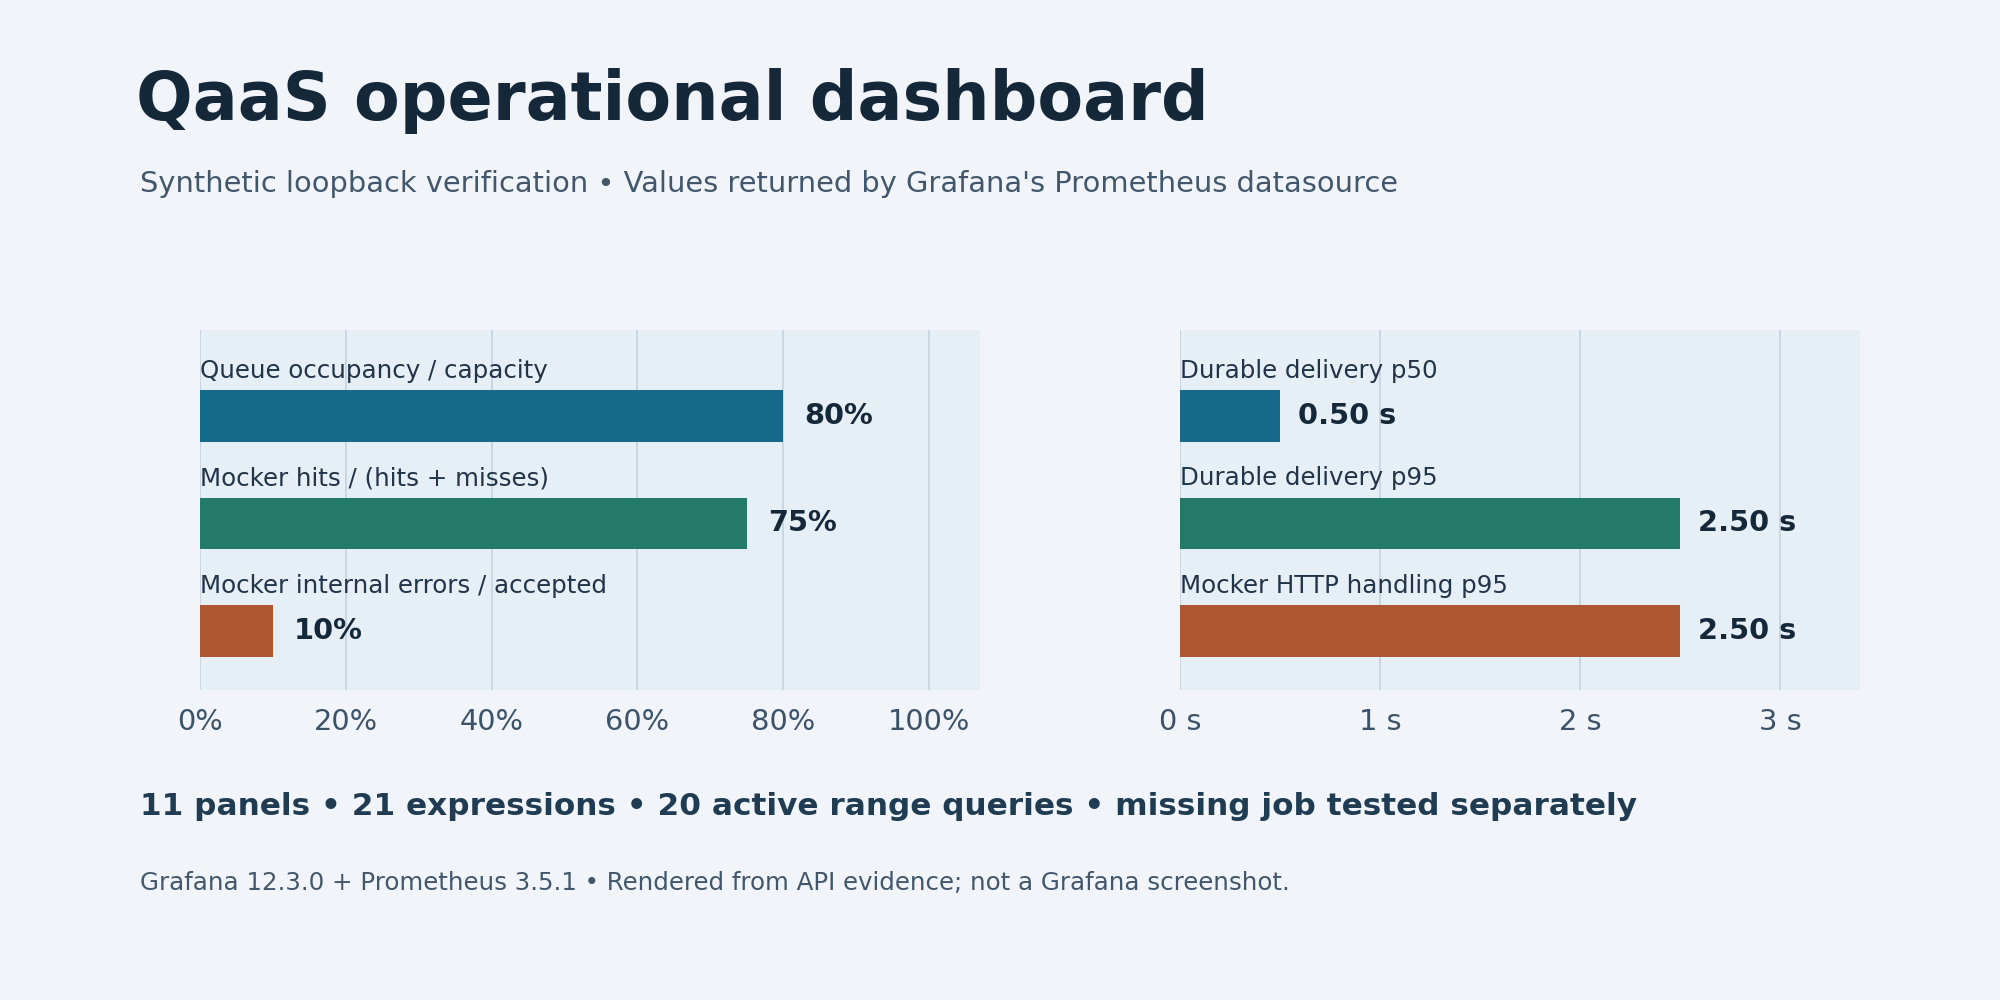 QaaS operational dashboard
Synthetic loopback verification • Values returned by Grafana's Prometheus datasource
Queue occupancy / capacity
80%
Mocker hits / (hits + misses)
75%
Mocker internal errors / accepted
10%
0% 20% 40% 60% 80% 100%
Durable delivery p50
0.50 s
Durable delivery p95
2.50 s
Mocker HTTP handling p95
2.50 s
0 s 1 s 2 s 3 s
11 panels • 21 expressions • 20 active range queries • missing job tested separately
Grafana 12.3.0 + Prometheus 3.5.1 • Rendered from API evidence; not a Grafana screenshot.